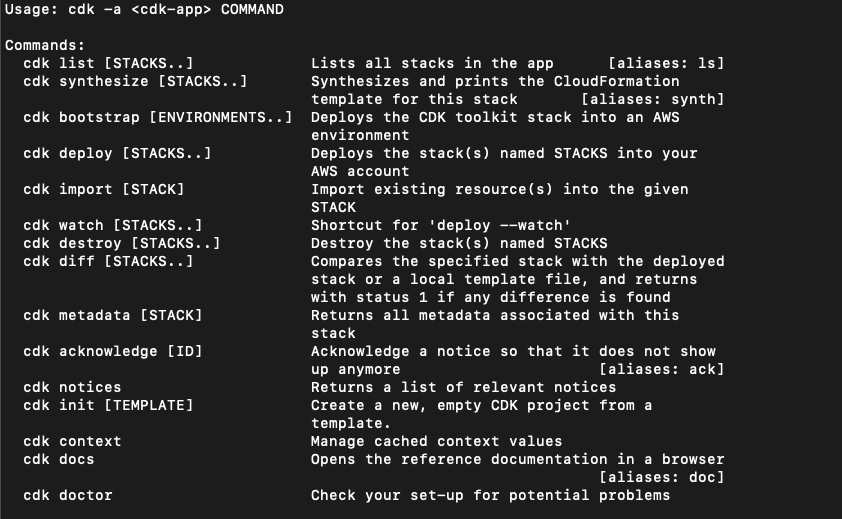 Usage: cdk -a <cdk-app> COMMAND

Commands:
  cdk list [STACKS..]             Lists all stacks in the app      [aliases: ls]
  cdk synthesize [STACKS..]       Synthesizes and prints the CloudFormation
                                  template for this stack       [aliases: synth]
  cdk bootstrap [ENVIRONMENTS..]  Deploys the CDK toolkit stack into an AWS
                                  environment
  cdk deploy [STACKS..]           Deploys the stack(s) named STACKS into your
                                  AWS account
  cdk import [STACK]              Import existing resource(s) into the given
                                  STACK
  cdk watch [STACKS..]            Shortcut for 'deploy --watch'
  cdk destroy [STACKS..]          Destroy the stack(s) named STACKS
  cdk diff [STACKS..]             Compares the specified stack with the deployed
                                  stack or a local template file, and returns
                                  with status 1 if any difference is found
  cdk metadata [STACK]            Returns all metadata associated with this
                                  stack
  cdk acknowledge [ID]            Acknowledge a notice so that it does not show
                                  up anymore                      [aliases: ack]
  cdk notices                     Returns a list of relevant notices
  cdk init [TEMPLATE]             Create a new, empty CDK project from a
                                  template.
  cdk context                     Manage cached context values
  cdk docs                        Opens the reference documentation in a browser
                                                                  [aliases: doc]
  cdk doctor                      Check your set-up for potential problems